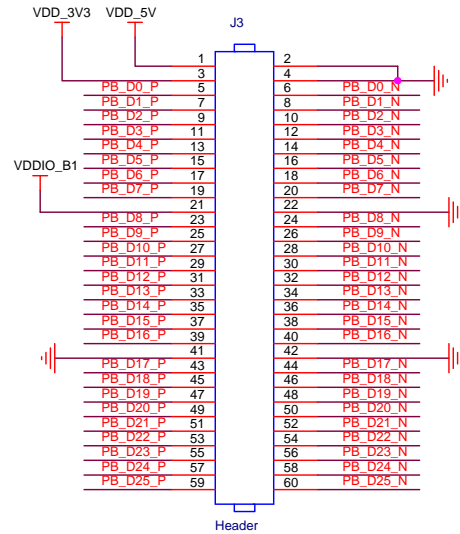 VDD_3V3 VDD_5V J3
1 2
3 4
PB_D0_P 5 6 PB_D0_N
PB_D1_P 7 8 PB_D1_N
PB_D2_P 9 10 PB_D2_N
PB_D3_P 11 12 PB_D3_N
PB_D4_P 13 14 PB_D4_N
PB_D5_P 15 16 PB_D5_N
VDDIO_B1
PB_D6_P 17 18 PB_D6_N
PB_D7_P 19 20 PB_D7_N
21 22
PB_D8_P 23 24 PB_D8_N
PB_D9_P 25 26 PB_D9_N
PB_D10_P 27 28 PB_D10_N
PB_D11_P 29 30 PB_D11_N
PB_D12_P 31 32 PB_D12_N
PB_D13_P 33 34 PB_D13_N
PB_D14_P 35 36 PB_D14_N
PB_D15_P 37 38 PB_D15_N
PB_D16_P 39 40 PB_D16_N
41 42
PB_D17_P 43 44 PB_D17_N
PB_D18_P 45 46 PB_D18_N
PB_D19_P 47 48 PB_D19_N
PB_D20_P 49 50 PB_D20_N
PB_D21_P 51 52 PB_D21_N
PB_D22_P 53 54 PB_D22_N
PB_D23_P 55 56 PB_D23_N
PB_D24_P 57 58 PB_D24_N
PB_D25_P 59 60 PB_D25_N
Header